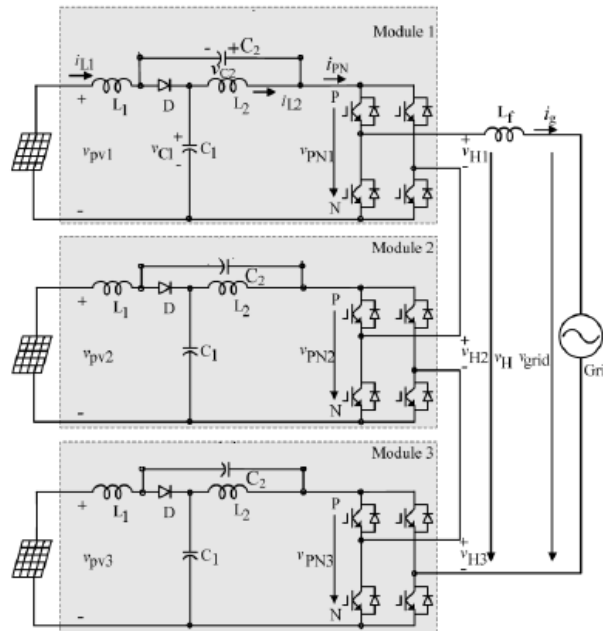 Module 1
i_L1
- + C₂
v_C2
i_PN
+ L₁ D L₂ i_L2 P
L_f i_g
v_pv1 + v_C1 - C₁ v_PN1 + v_H1 -
- N
Module 2
C₂
+ L₁ D L₂ P
v_pv2 C₁ v_PN2 + v_H2 - v_H v_grid
Gri
- N
Module 3
C₂
+ L₁ D L₂ P
v_pv3 C₁ v_PN3 + v_H3 -
- N